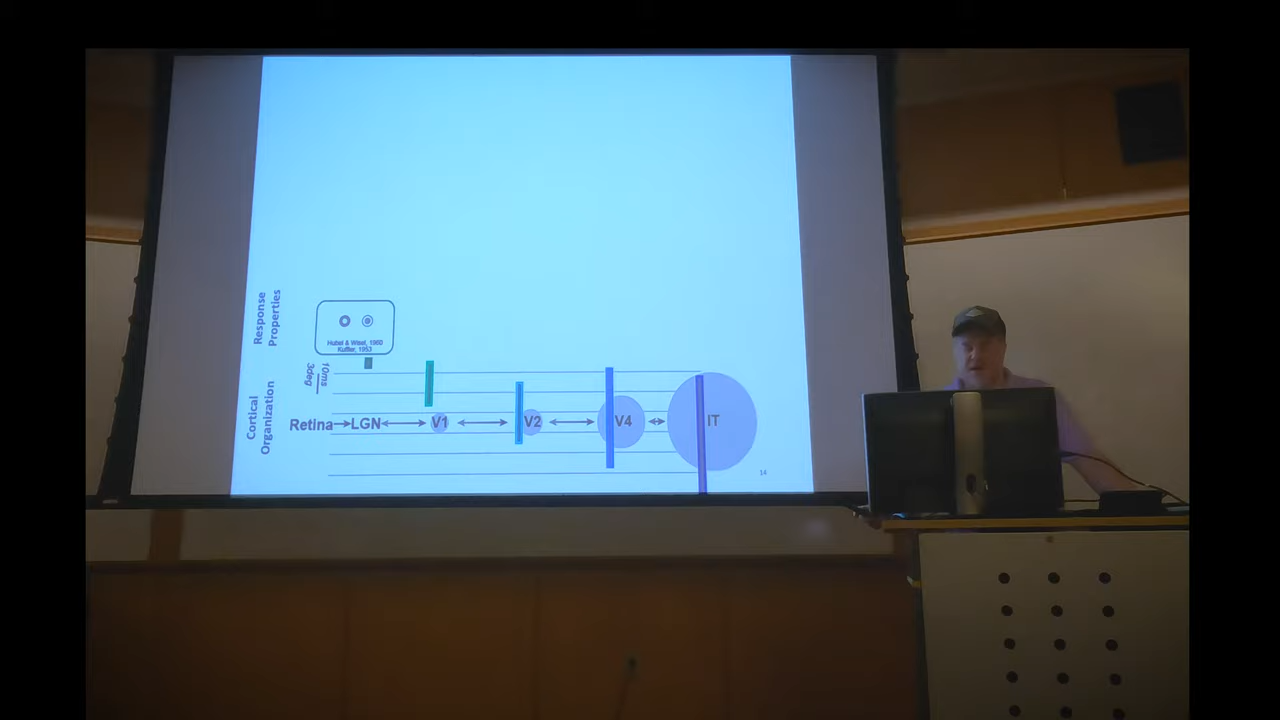 Response
Properties
Hubel & Wiesel, 1960
Kuffler, 1953
10ms
3deg
Cortical
Organization
Retina
LGN
V1
V2
V4
IT
14